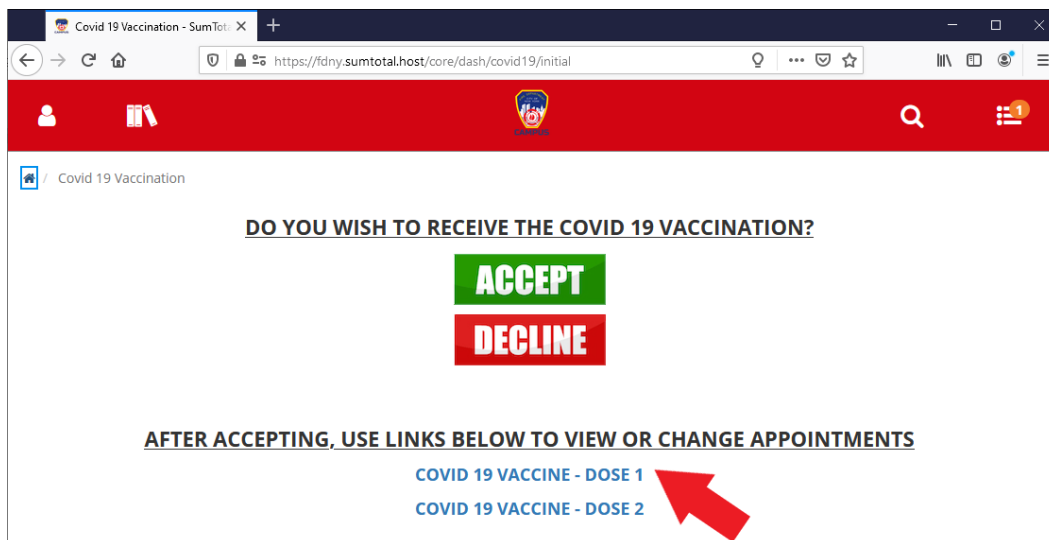 Covid 19 Vaccination - SumTota
https://fdny.sumtotal.host/core/dash/covid19/initial
CAMPUS
1
Covid 19 Vaccination
DO YOU WISH TO RECEIVE THE COVID 19 VACCINATION?
ACCEPT
DECLINE
AFTER ACCEPTING, USE LINKS BELOW TO VIEW OR CHANGE APPOINTMENTS
COVID 19 VACCINE - DOSE 1
COVID 19 VACCINE - DOSE 2